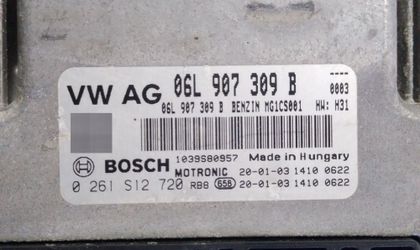 VW AG 06L 907 309 B ----
06L 907 309 B BENZIN MG1CS001 0003
HW: H31
BOSCH 1039S80957 Made in Hungary
MOTRONIC 20-01-03 1410 0622
0 261 S12 720 RBB 658 20-01-03 1410 0622